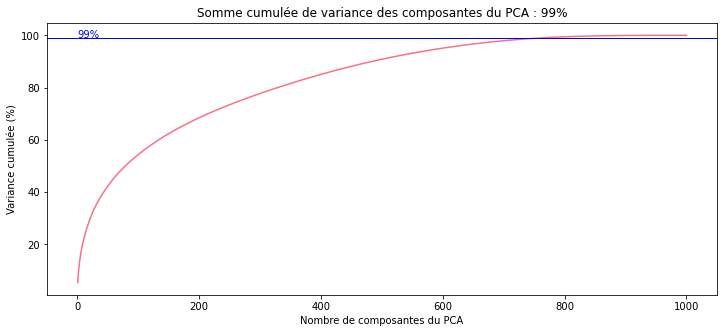 Somme cumulée de variance des composantes du PCA : 99%
99%
100
80
60
40
20
Variance cumulée (%)
0 200 400 600 800 1000
Nombre de composantes du PCA